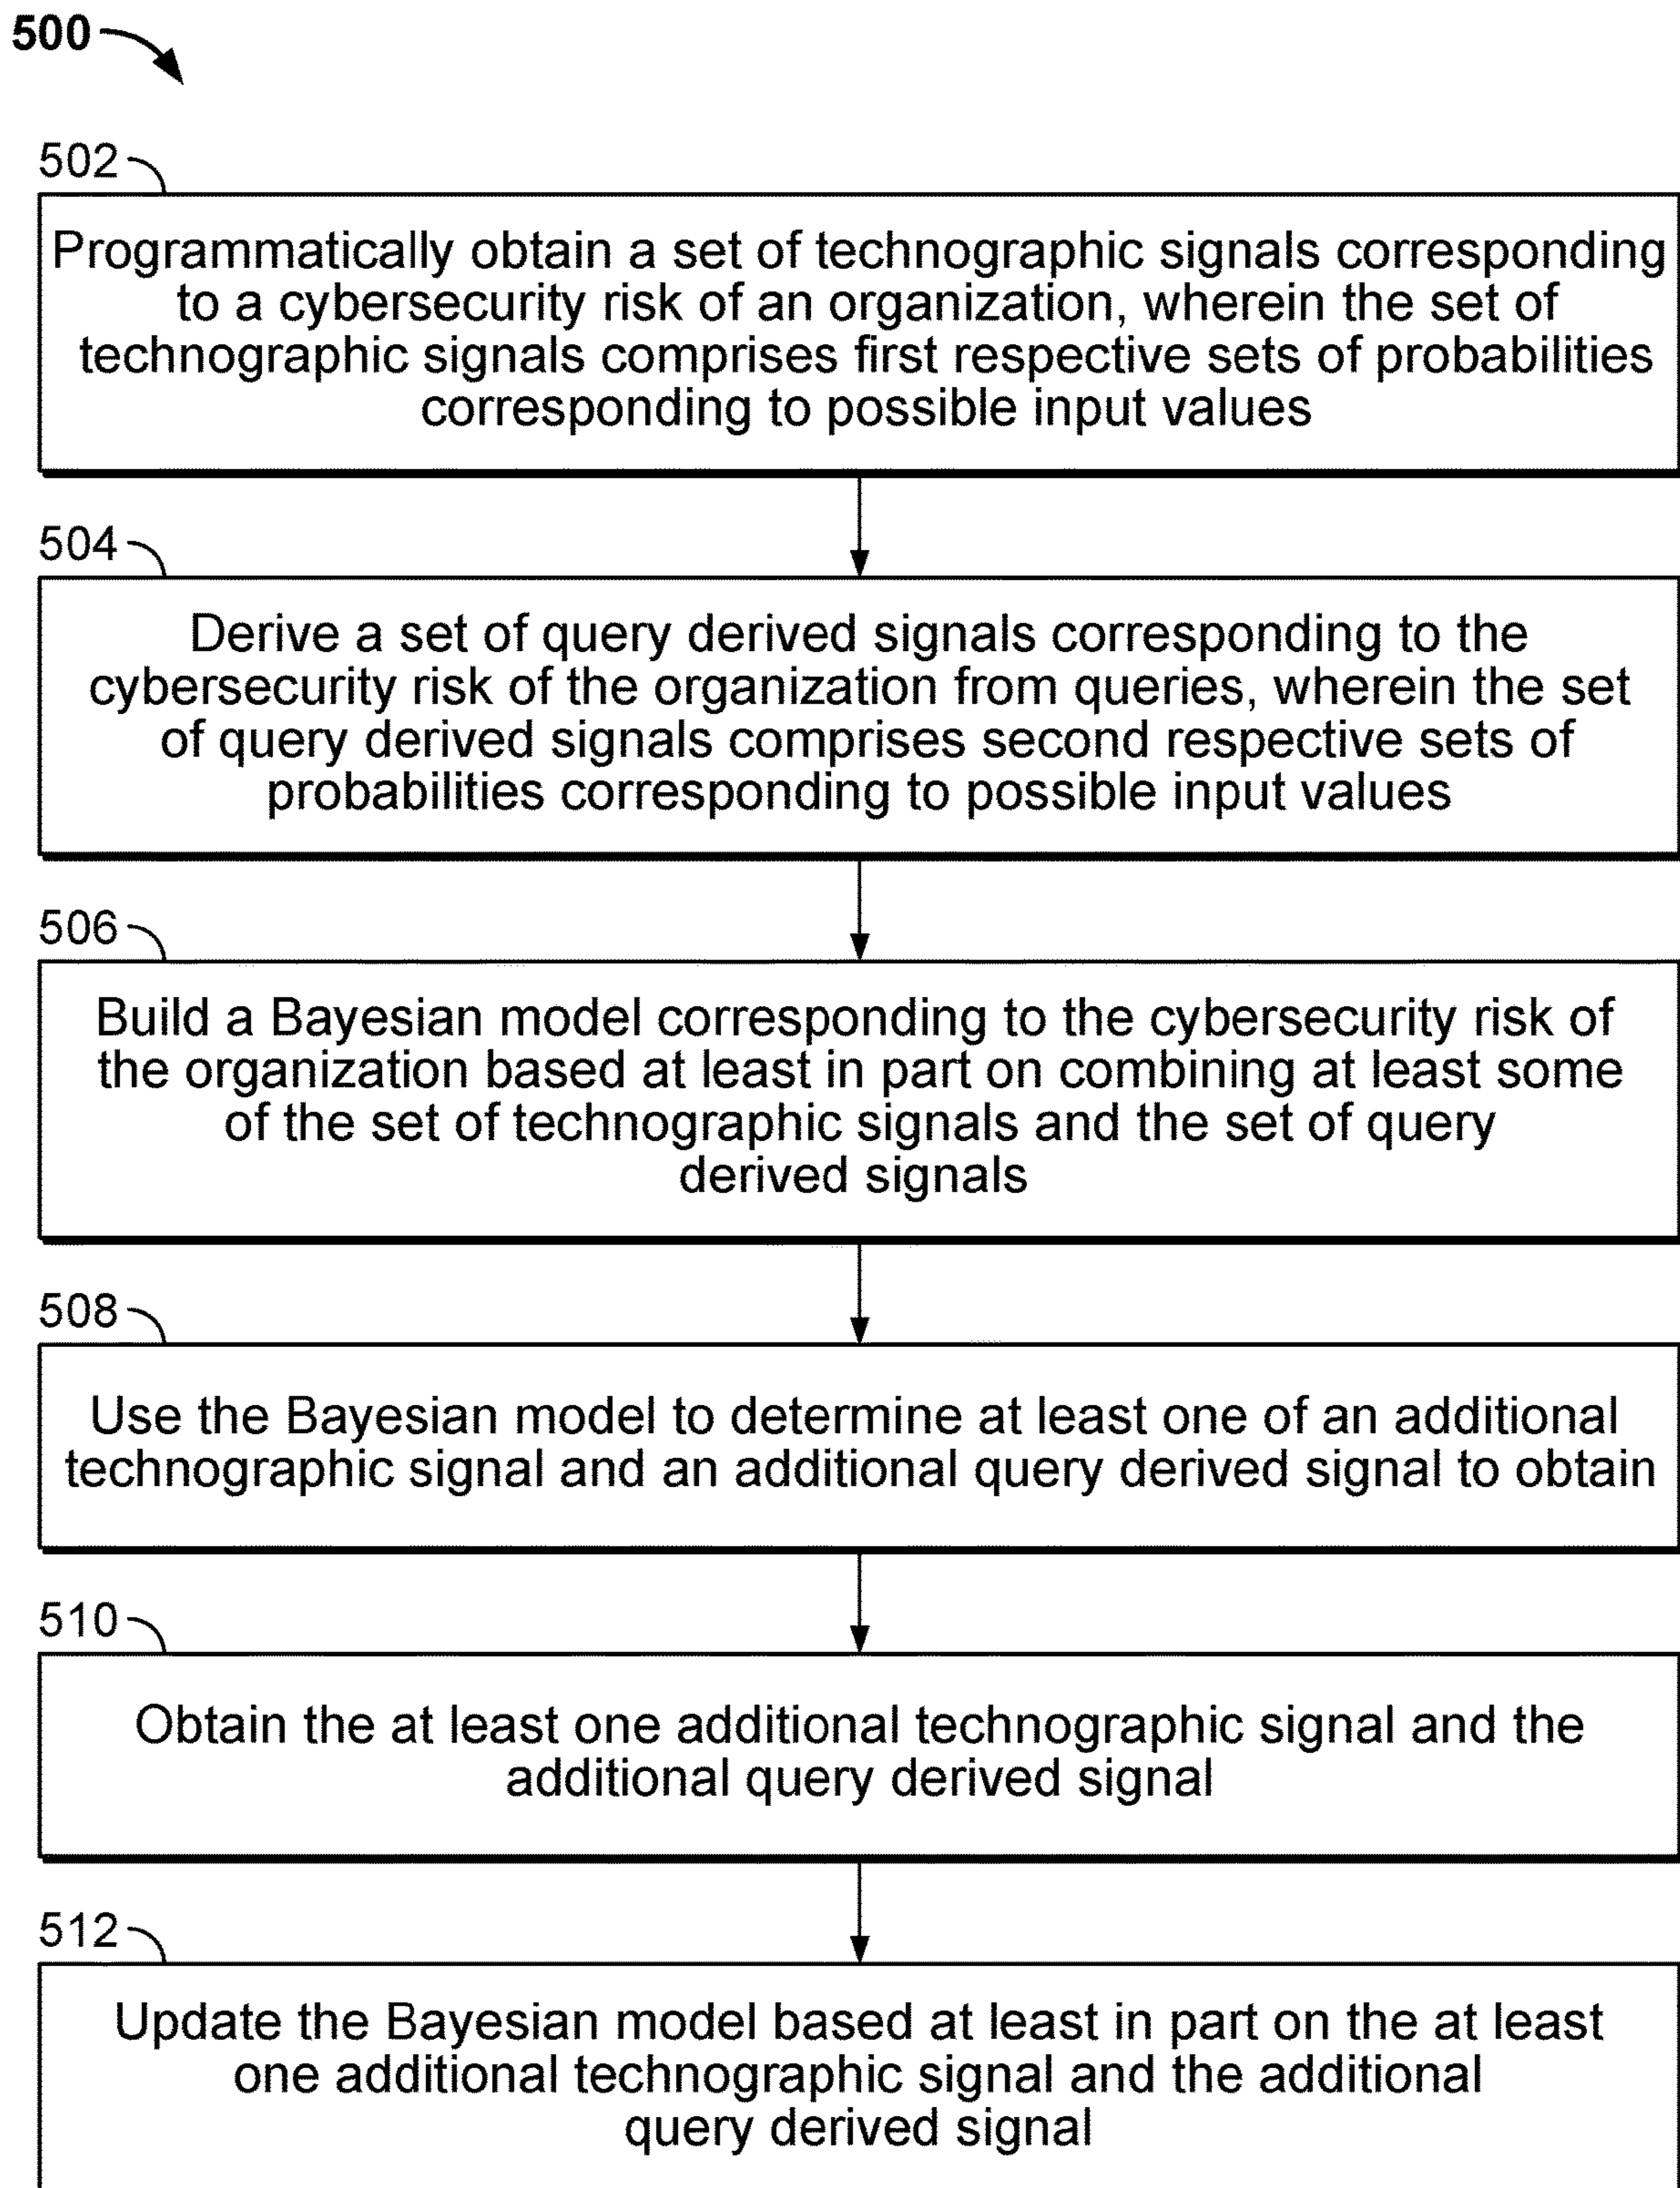 500
502
Programmatically obtain a set of technographic signals corresponding
to a cybersecurity risk of an organization, wherein the set of
technographic signals comprises first respective sets of probabilities
corresponding to possible input values
504
Derive a set of query derived signals corresponding to the
cybersecurity risk of the organization from queries, wherein the set
of query derived signals comprises second respective sets of
probabilities corresponding to possible input values
506
Build a Bayesian model corresponding to the cybersecurity risk of
the organization based at least in part on combining at least some
of the set of technographic signals and the set of query
derived signals
508
Use the Bayesian model to determine at least one of an additional
technographic signal and an additional query derived signal to obtain
510
Obtain the at least one additional technographic signal and the
additional query derived signal
512
Update the Bayesian model based at least in part on the at least
one additional technographic signal and the additional
query derived signal